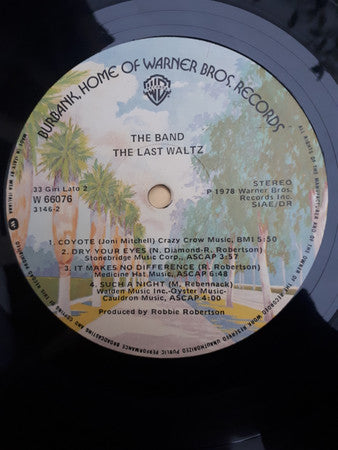 BURBANK, HOME OF WARNER BROS. RECORDS
THE BAND
THE LAST WALTZ
33 Giri Lato 2
W 66076
3146-2
STEREO
P 1978 Warner Bros.
Records Inc.
SIAE/DR
1. COYOTE (Joni Mitchell) Crazy Crow Music, BMI 5:50
2. DRY YOUR EYES (N. Diamond-R. Robertson)
Stonebridge Music Corp., ASCAP 3:57
3. IT MAKES NO DIFFERENCE (R. Robertson)
Medicine Hat Music, ASCAP 6:48
4. SUCH A NIGHT (M. Rebennack)
Walden Music Inc.-Oyster Music-
Cauldron Music, ASCAP 4:00
Produced by Robbie Robertson